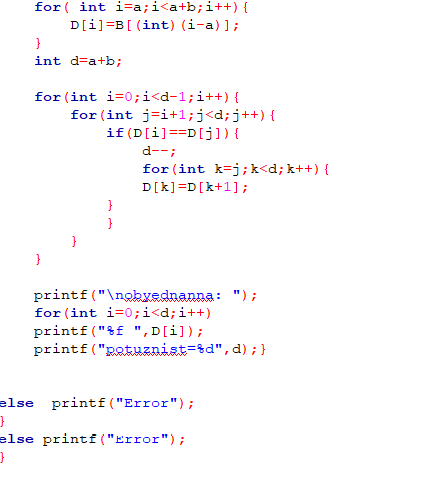 for( int i=a;i<a+b;i++){
D[i]=B[(int)(i-a)];
}
int d=a+b;
for(int i=0;i<d-1;i++){
for(int j=i+1;j<d;j++){
if(D[i]==D[j]){
d--;
for(int k=j;k<d;k++){
D[k]=D[k+1];
}
}
}
}
printf("\nobyednanna: ");
for(int i=0;i<d;i++)
printf("%f ",D[i]);
printf("potuznist=%d",d);}
else  printf("Error");
}
else printf("Error");
}